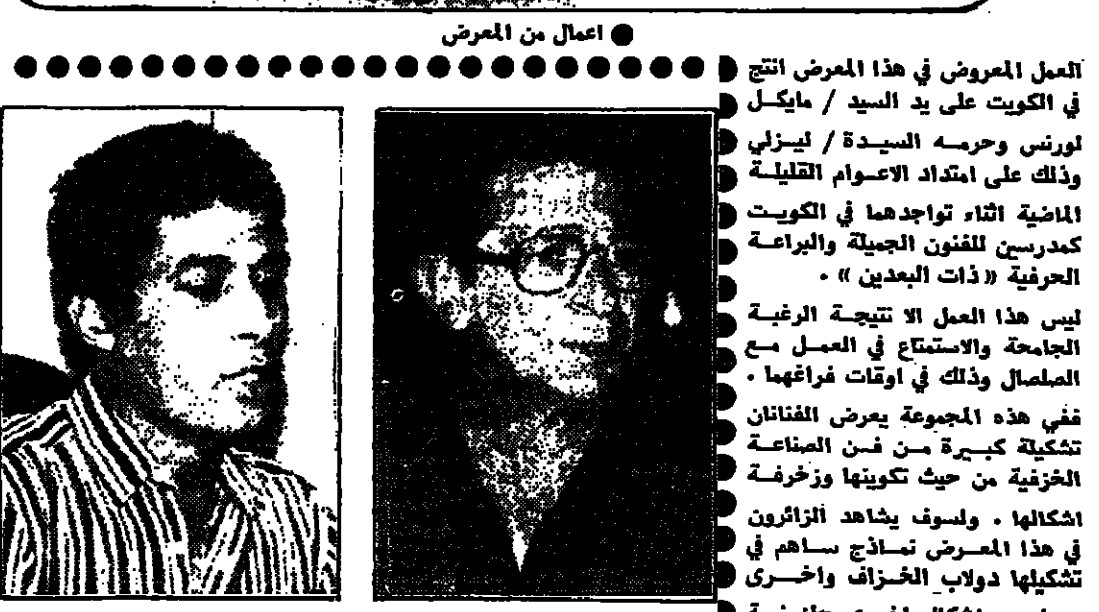 ● اعمال من المعرض
العمل المعروض في هذا المعرض انتج
في الكويت على يد السيد / مايكل
لورنس وحرمه السيدة / ليزلي
وذلك على امتداد الاعوام القليلة
الماضية اثناء تواجدهما في الكويت
كمدرسين للفنون الجميلة والبراعة
الحرفية « ذات البعدين » .
ليس هذا العمل الا نتيجة الرغبة
الجامحة والاستمتاع في العمل مع
الصلصال وذلك في اوقات فراغهما .
ففي هذه المجموعة يعرض الفنانان
تشكيلة كبيرة من فن الصناعة
الخزفية من حيث تكوينها وزخرفة
اشكالها . ولسوف يشاهد الزائرون
في هذا المعرض نماذج ساهم في
تشكيلها دولاب الخزاف واخرى